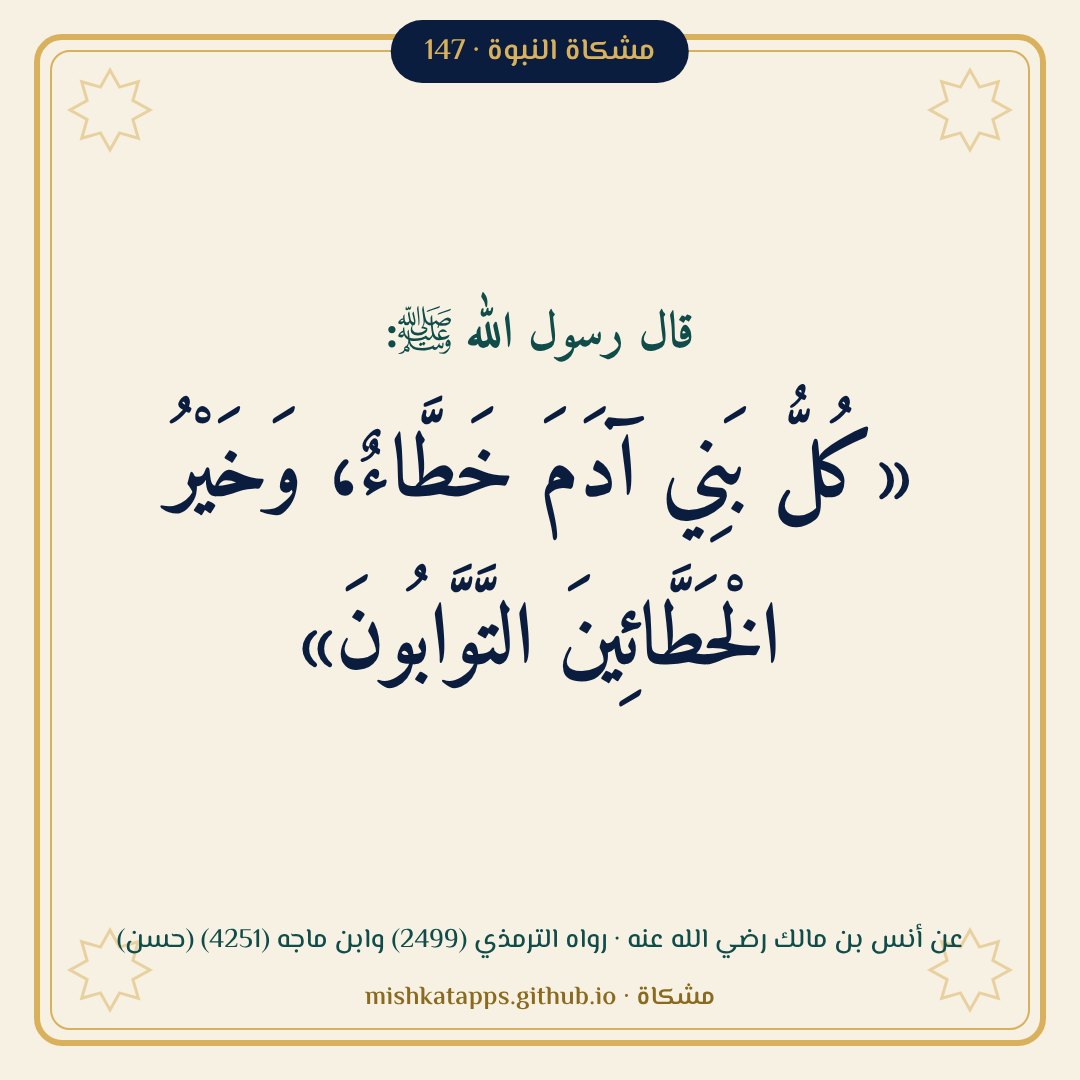 مشكاة النبوة · 147
قال رسول الله ﷺ:
«كُلُّ بَنِي آدَمَ خَطَّاءٌ، وَخَيْرُ
الْخَطَّائِينَ التَّوَّابُونَ»
عن أنس بن مالك رضي الله عنه · رواه الترمذي (2499) وابن ماجه (4251) (حسن)
مشكاة · mishkatapps.github.io